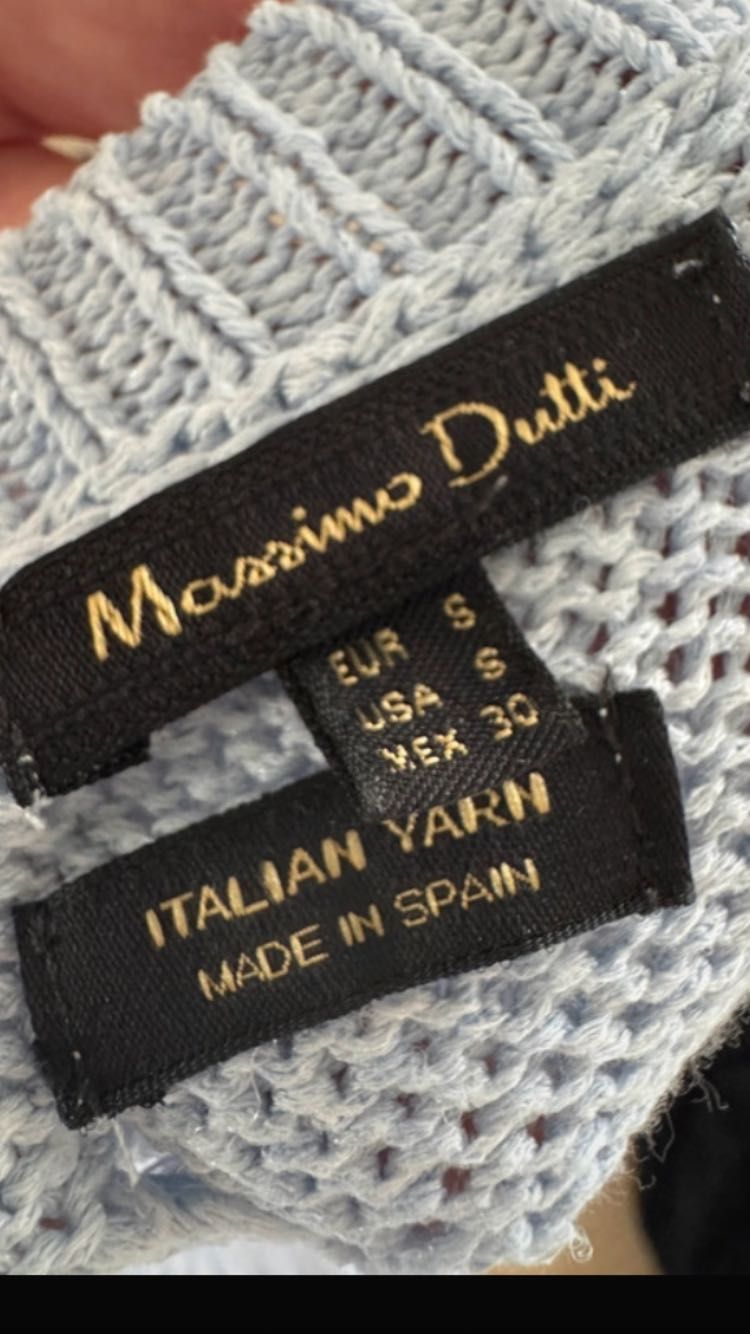 Massimo Dutti
EUR S
USA S
MEX 30
ITALIAN YARN
MADE IN SPAIN